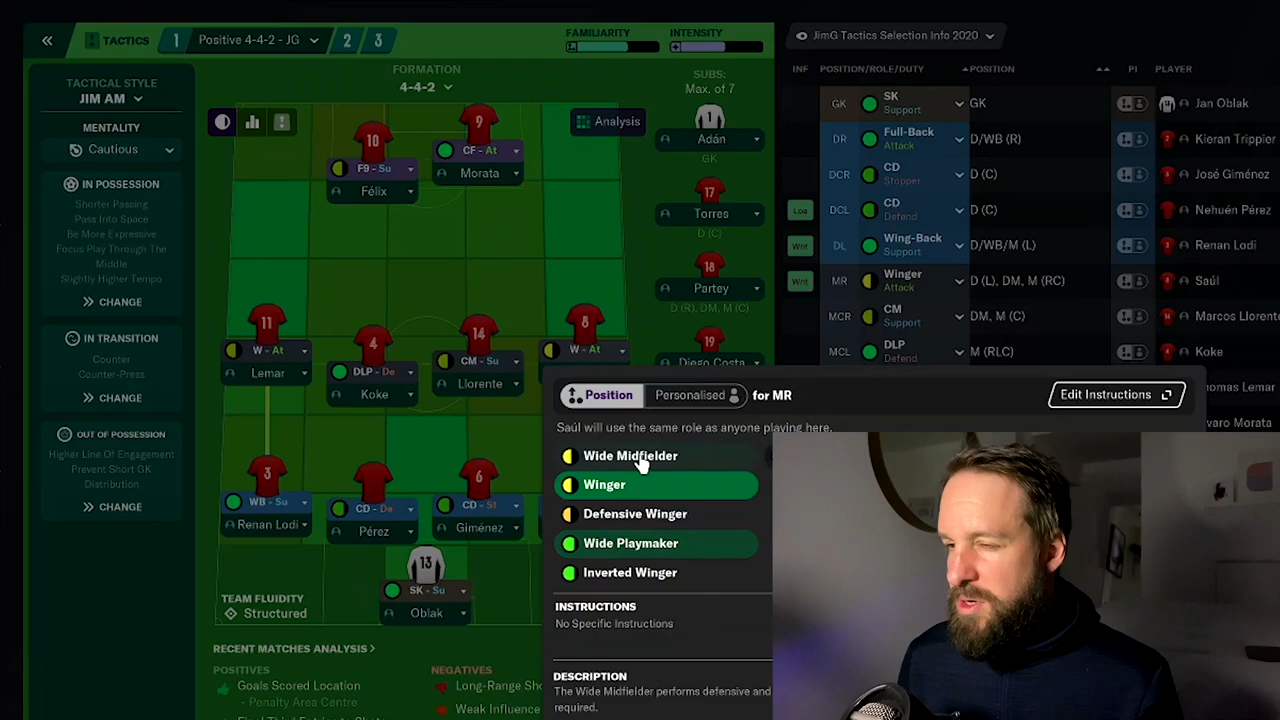 TACTICS
1
Positive 4-4-2 - JG
2
3
FAMILIARITY
INTENSITY
TACTICAL STYLE
JIM AM
MENTALITY
Cautious
IN POSSESSION
Shorter Passing
Pass Into Space
Be More Expressive
Focus Play Through The
Middle
Slightly Higher Tempo
CHANGE
IN TRANSITION
Counter
Counter-Press
CHANGE
OUT OF POSSESSION
Higher Line Of Engagement
Prevent Short GK
Distribution
CHANGE
FORMATION
4-4-2
Analysis
10
F9 - Su
Félix
9
CF - At
Morata
11
W - At
Lemar
4
DLP - De
Koke
14
CM - Su
Llorente
8
W - At
3
WB - Su
Renan Lodi
CD - De
Pérez
6
CD - St
Giménez
13
SK - Su
Oblak
TEAM FLUIDITY
Structured
RECENT MATCHES ANALYSIS
POSITIVES
Goals Scored Location
- Penalty Area Centre
NEGATIVES
Long-Range Sho
Weak Influence
SUBS:
Max. of 7
1
Adán
GK
17
Torres
D (C)
18
Partey
D (R), DM, M (C)
19
Diego Costa
JimG Tactics Selection Info 2020
INF POSITION/ROLE/DUTY POSITION PI PLAYER
GK SK Support GK Jan Oblak
DR Full-Back Attack D/WB (R) 2 Kieran Trippier
DCR CD Stopper D (C) José Giménez
Loa DCL CD Defend D (C) Nehuén Pérez
Wnt DL Wing-Back Support D/WB/M (L) Renan Lodi
Wnt MR Winger Attack D (L), DM, M (RC) Saúl
MCR CM Support DM, M (C) Marcos Llorente
MCL DLP Defend M (RLC) Koke
homas Lemar
varo Morata
Position
Personalised
for MR
Edit Instructions
Saúl will use the same role as anyone playing here.
Wide Midfielder
Winger
Defensive Winger
Wide Playmaker
Inverted Winger
INSTRUCTIONS
No Specific Instructions
DESCRIPTION
The Wide Midfielder performs defensive and
required.